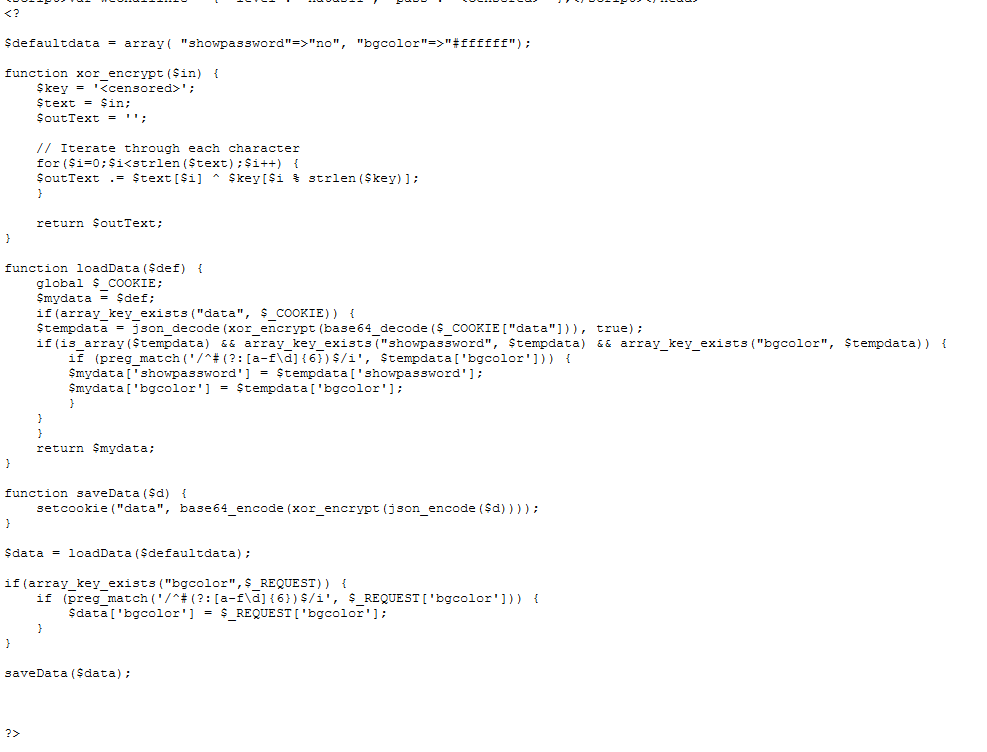 <?
$defaultdata = array( "showpassword"=>"no", "bgcolor"=>"#ffffff");
function xor_encrypt($in) {
    $key = '<censored>';
    $text = $in;
    $outText = '';
    // Iterate through each character
    for($i=0;$i<strlen($text);$i++) {
    $outText .= $text[$i] ^ $key[$i % strlen($key)];
    }
    return $outText;
}
function loadData($def) {
    global $_COOKIE;
    $mydata = $def;
    if(array_key_exists("data", $_COOKIE)) {
    $tempdata = json_decode(xor_encrypt(base64_decode($_COOKIE["data"])), true);
    if(is_array($tempdata) && array_key_exists("showpassword", $tempdata) && array_key_exists("bgcolor", $tempdata)) {
        if (preg_match('/^#(?:[a-f\d]{6})$/i', $tempdata['bgcolor'])) {
        $mydata['showpassword'] = $tempdata['showpassword'];
        $mydata['bgcolor'] = $tempdata['bgcolor'];
        }
    }
    }
    return $mydata;
}
function saveData($d) {
    setcookie("data", base64_encode(xor_encrypt(json_encode($d))));
}
$data = loadData($defaultdata);
if(array_key_exists("bgcolor",$_REQUEST)) {
    if (preg_match('/^#(?:[a-f\d]{6})$/i', $_REQUEST['bgcolor'])) {
        $data['bgcolor'] = $_REQUEST['bgcolor'];
    }
}
saveData($data);
?>